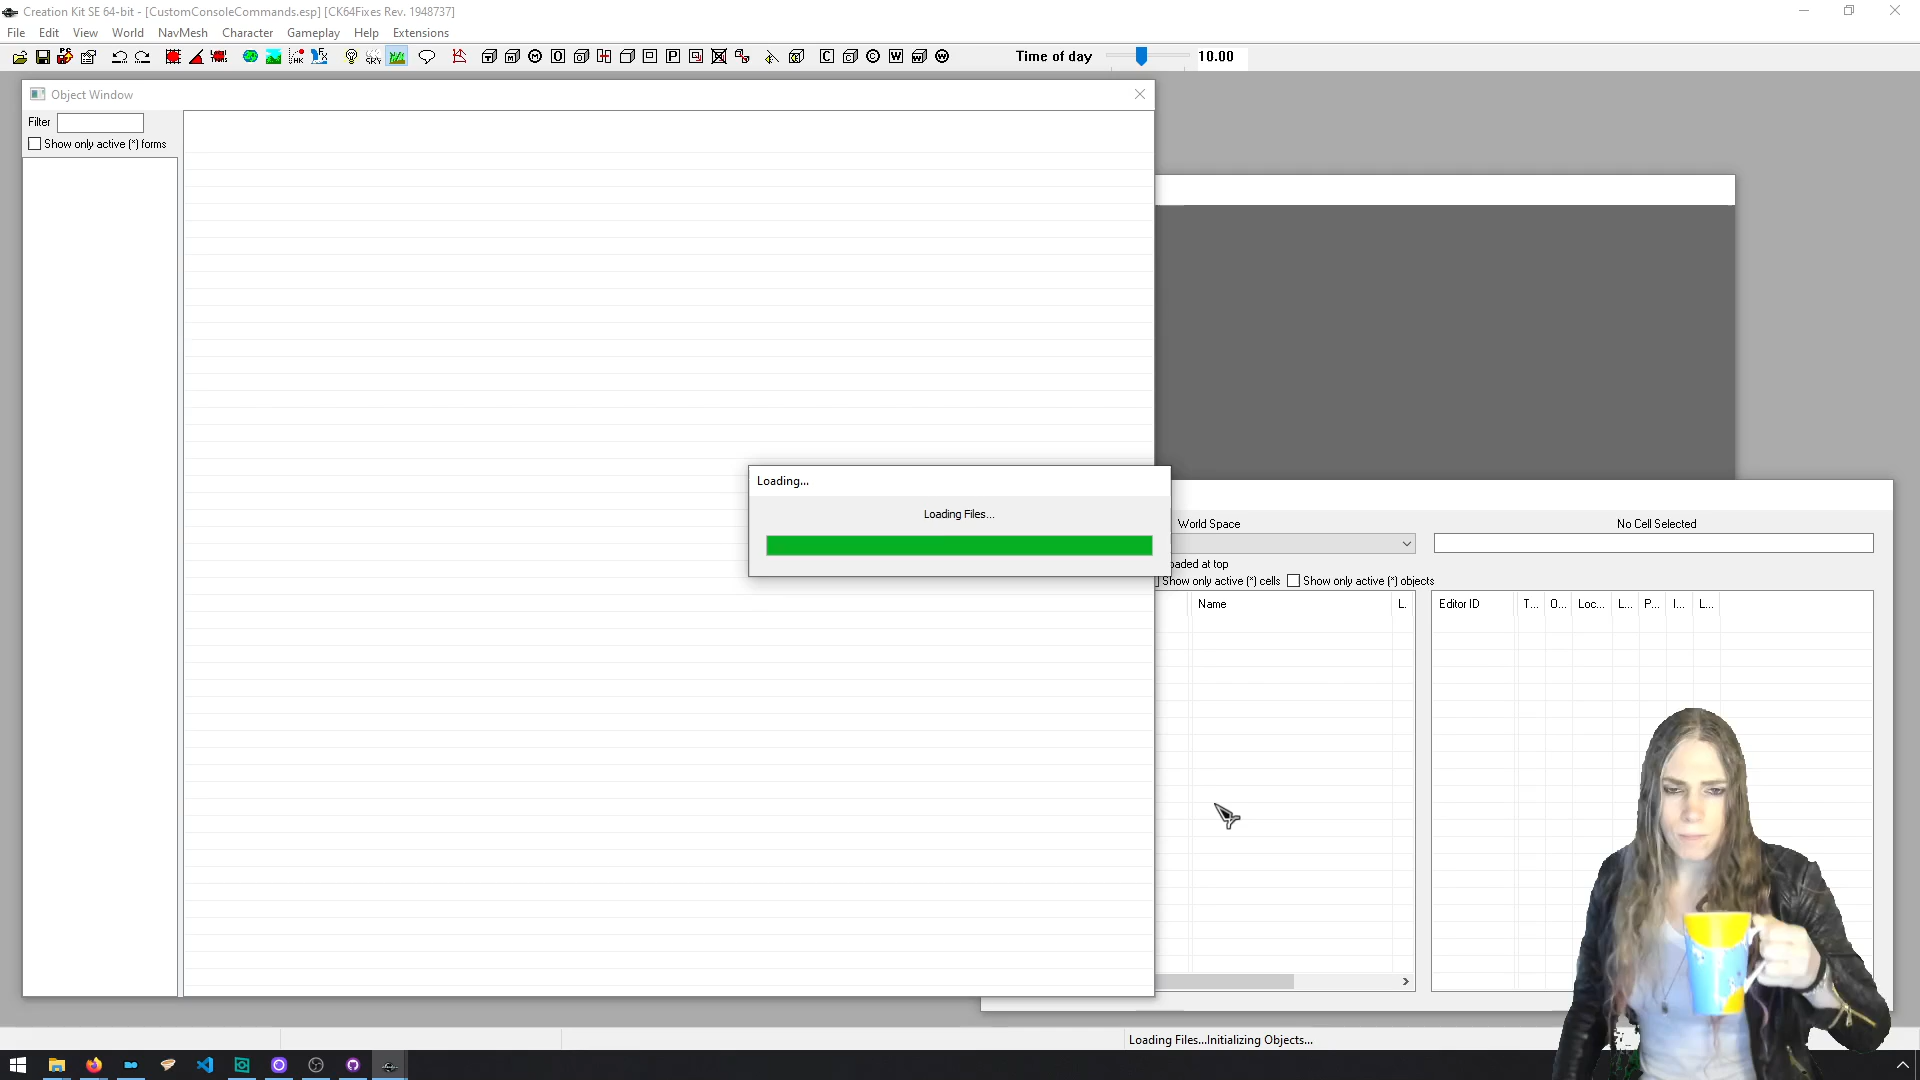 Creation Kit SE 64-bit - [CustomConsoleCommands.esp] [CK64Fixes Rev. 1948737]
File Edit View World NavMesh Character Gameplay Help Extensions
Time of day 10.00
Object Window
Filter
Show only active (*) forms
Loading...
Loading Files...
World Space
No Cell Selected
oaded at top
Show only active (*) cells
Show only active (*) objects
Name L.
Editor ID T... O... Loc... L... P... I... L...
Loading Files...Initializing Objects...